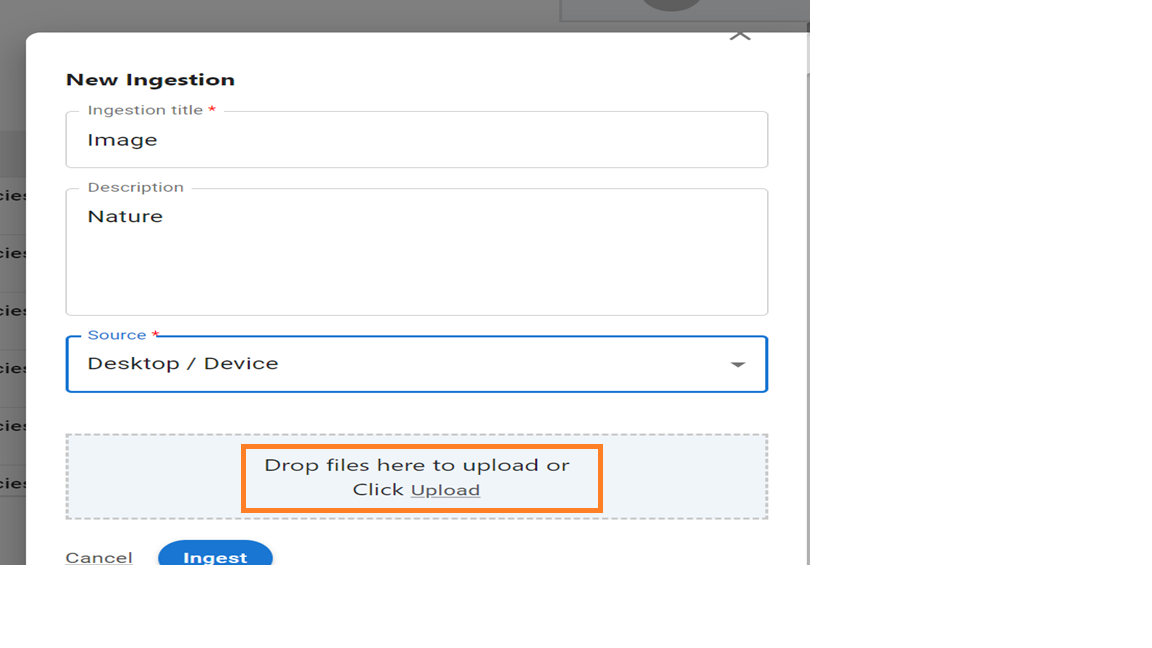 New Ingestion
Ingestion title *
Image
Description
Nature
Source *
Desktop / Device
Drop files here to upload or
Click Upload
Cancel
Ingest